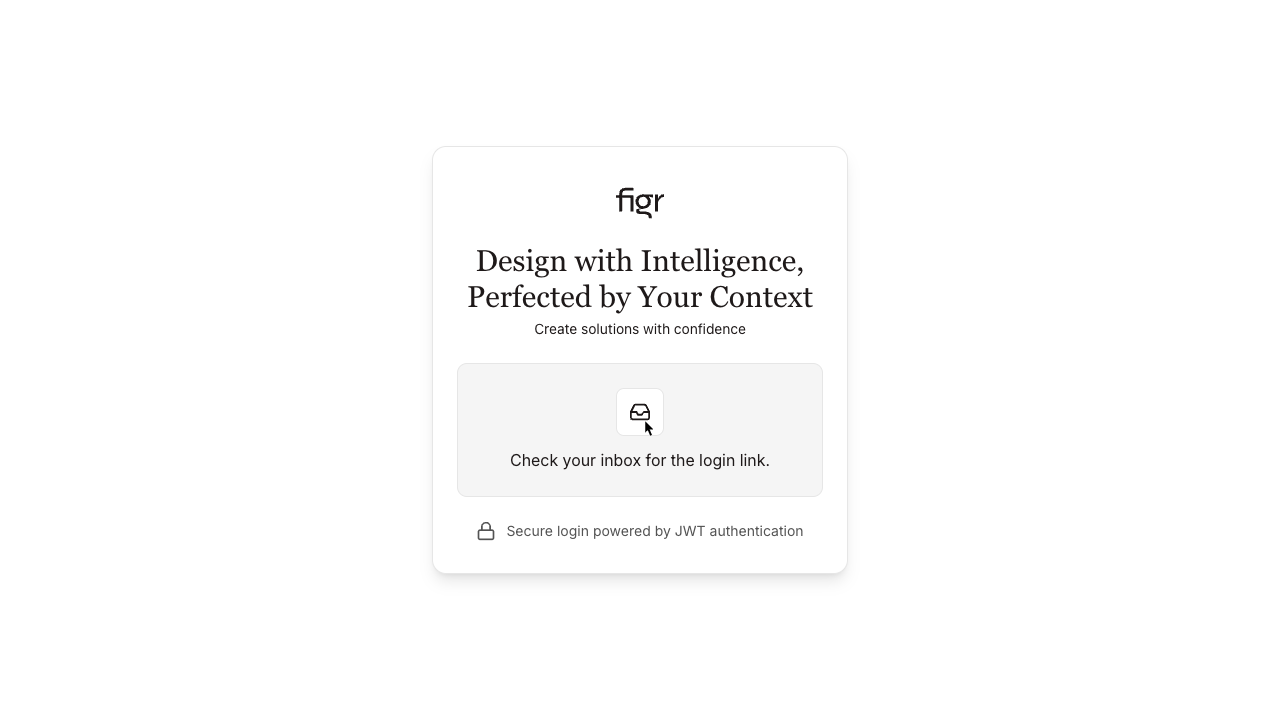 figr
Design with Intelligence,
Perfected by Your Context
Create solutions with confidence
Check your inbox for the login link.
Secure login powered by JWT authentication